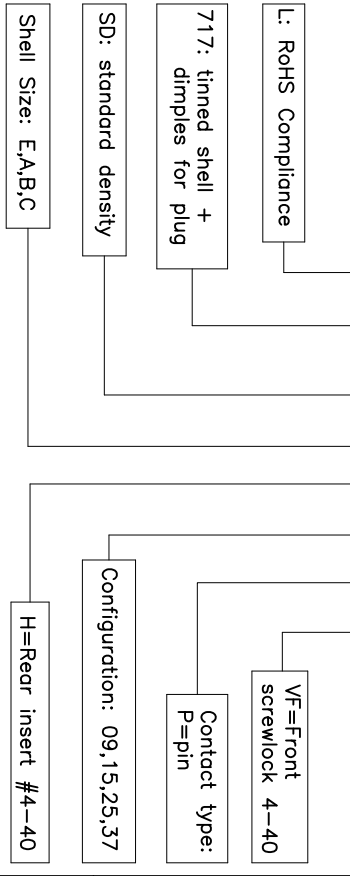 L: RoHS Compliance
717: tinned shell +
dimples for plug
SD: standard density
Shell Size: E,A,B,C
VF=Front
screwlock 4-40
Contact type:
P=pin
Configuration: 09,15,25,37
H=Rear insert #4-40